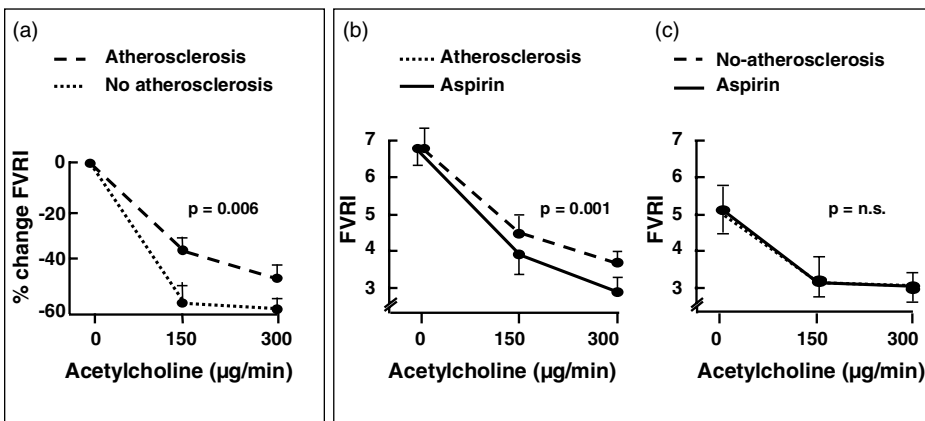 (a)
Atherosclerosis
No atherosclerosis
% change FVRI
0
-20
-40
-60
p = 0.006
0 150 300
Acetylcholine (µg/min)
(b)
Atherosclerosis
Aspirin
FVRI
7
6
5
4
3
p = 0.001
0 150 300
Acetylcholine (µg/min)
(c)
No-atherosclerosis
Aspirin
FVRI
7
6
5
4
3
p = n.s.
0 150 300
Acetylcholine (µg/min)